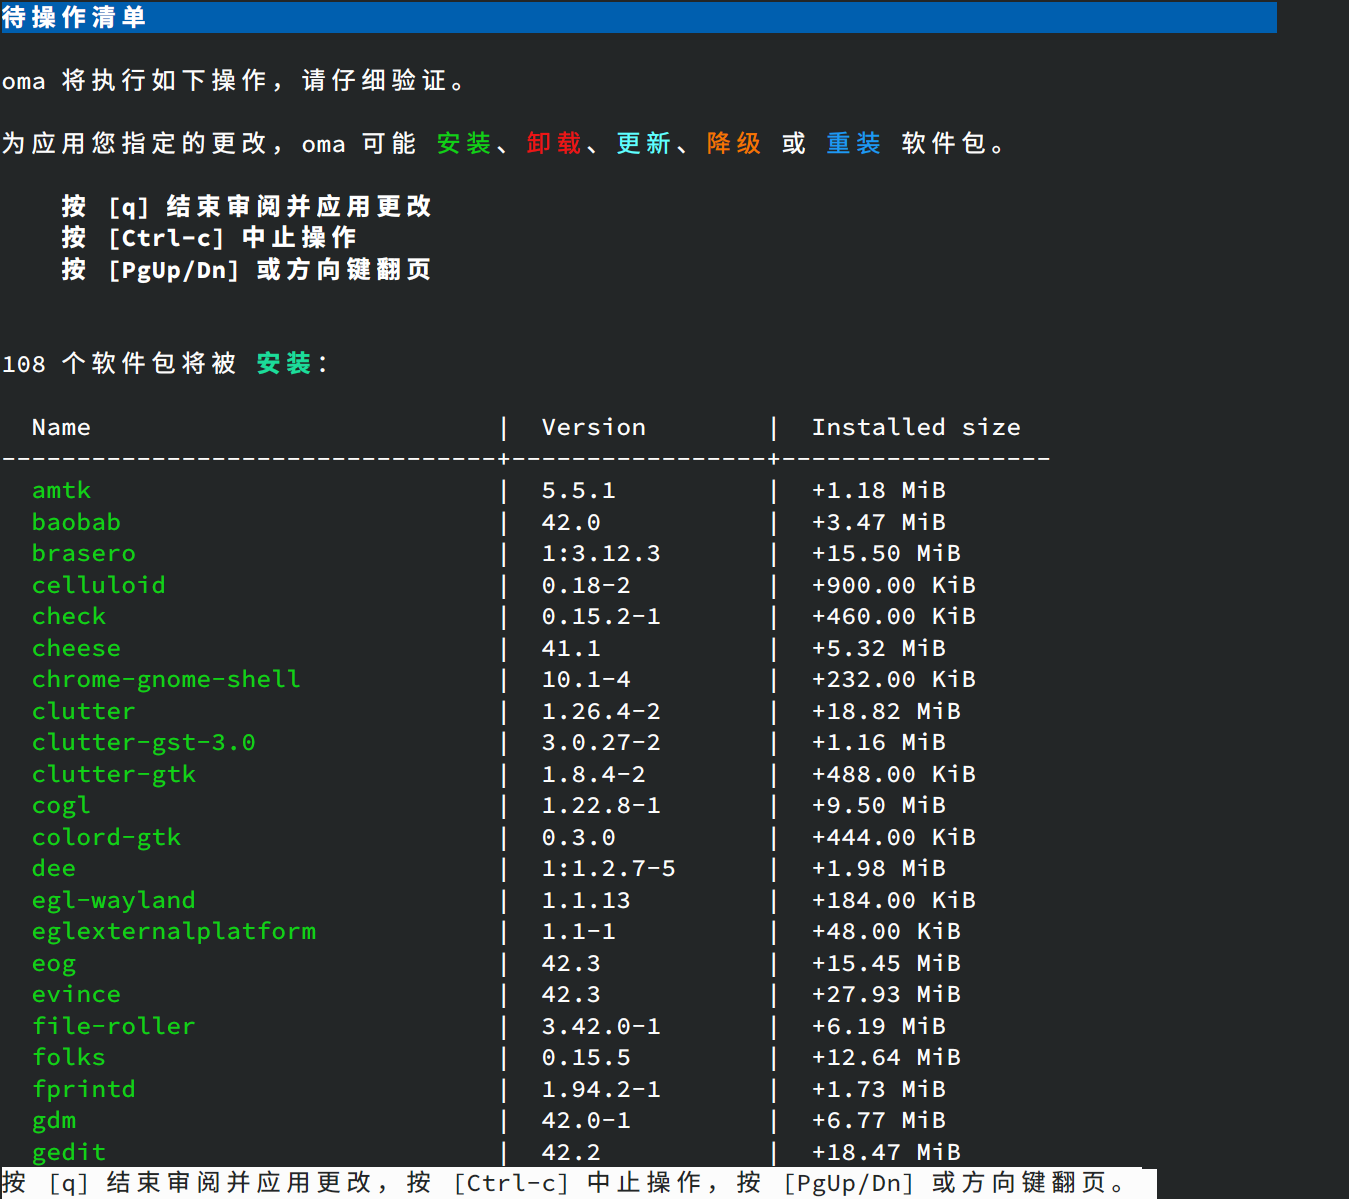 待操作清单
oma 将执行如下操作，请仔细验证。
为应用您指定的更改，oma 可能 安装、卸载、更新、降级 或 重装 软件包。
按 [q] 结束审阅并应用更改
按 [Ctrl-c] 中止操作
按 [PgUp/Dn] 或方向键翻页
108 个软件包将被 安装：
Name | Version | Installed size
---------------------------------+-----------------+------------------
amtk | 5.5.1 | +1.18 MiB
baobab | 42.0 | +3.47 MiB
brasero | 1:3.12.3 | +15.50 MiB
celluloid | 0.18-2 | +900.00 KiB
check | 0.15.2-1 | +460.00 KiB
cheese | 41.1 | +5.32 MiB
chrome-gnome-shell | 10.1-4 | +232.00 KiB
clutter | 1.26.4-2 | +18.82 MiB
clutter-gst-3.0 | 3.0.27-2 | +1.16 MiB
clutter-gtk | 1.8.4-2 | +488.00 KiB
cogl | 1.22.8-1 | +9.50 MiB
colord-gtk | 0.3.0 | +444.00 KiB
dee | 1:1.2.7-5 | +1.98 MiB
egl-wayland | 1.1.13 | +184.00 KiB
eglexternalplatform | 1.1-1 | +48.00 KiB
eog | 42.3 | +15.45 MiB
evince | 42.3 | +27.93 MiB
file-roller | 3.42.0-1 | +6.19 MiB
folks | 0.15.5 | +12.64 MiB
fprintd | 1.94.2-1 | +1.73 MiB
gdm | 42.0-1 | +6.77 MiB
gedit | 42.2 | +18.47 MiB
按 [q] 结束审阅并应用更改，按 [Ctrl-c] 中止操作，按 [PgUp/Dn] 或方向键翻页。